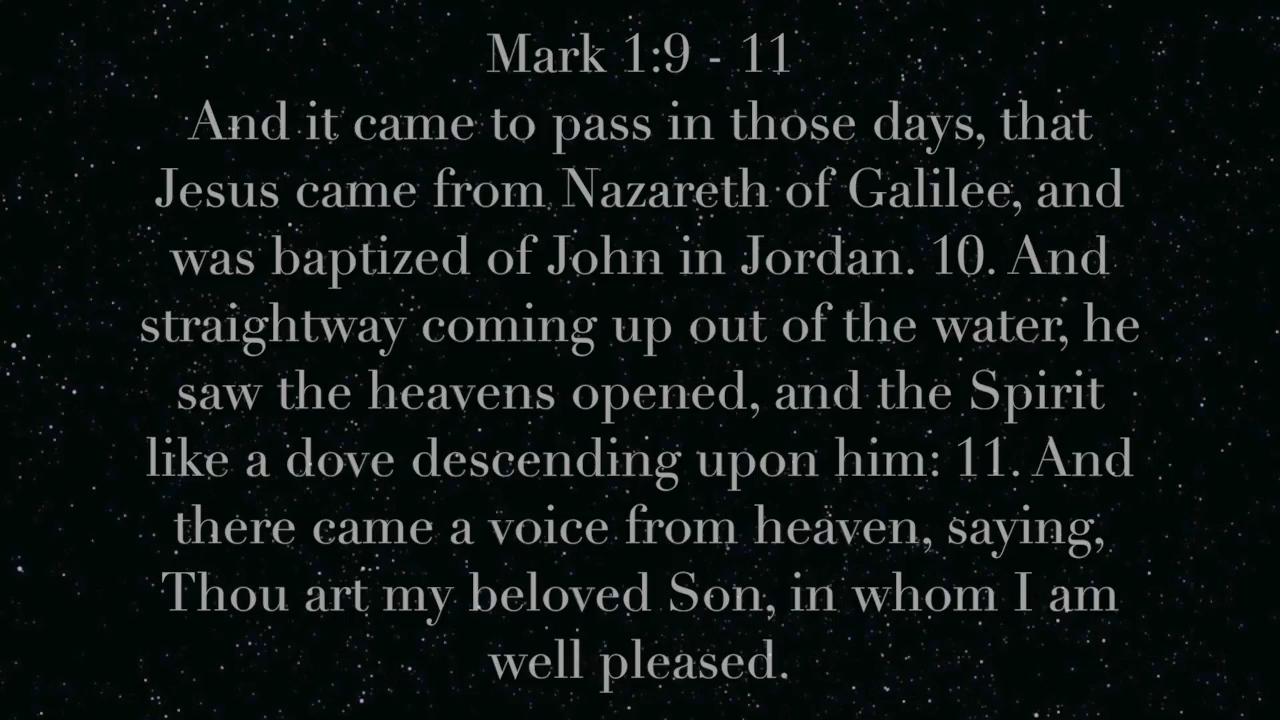 Mark 1:9 - 11
And it came to pass in those days, that
Jesus came from Nazareth of Galilee, and
was baptized of John in Jordan. 10. And
straightway coming up out of the water, he
saw the heavens opened, and the Spirit
like a dove descending upon him: 11. And
there came a voice from heaven, saying,
Thou art my beloved Son, in whom I am
well pleased.